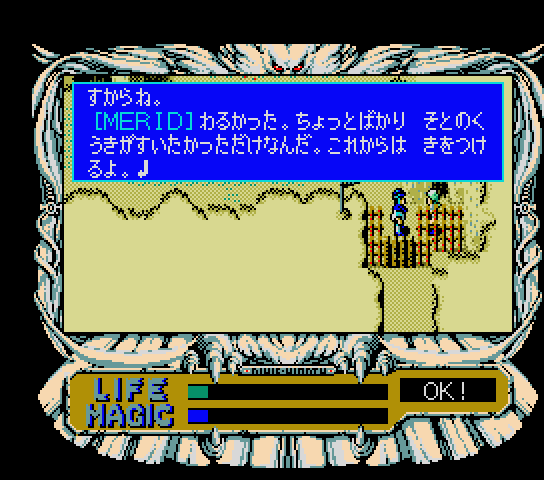 すからね。
[MERID]わるかった。ちょっとばかり そとのく
うきがすいたかっただけなんだ。これからは きをつけ
るよ。
LIFE
MAGIC
OK!